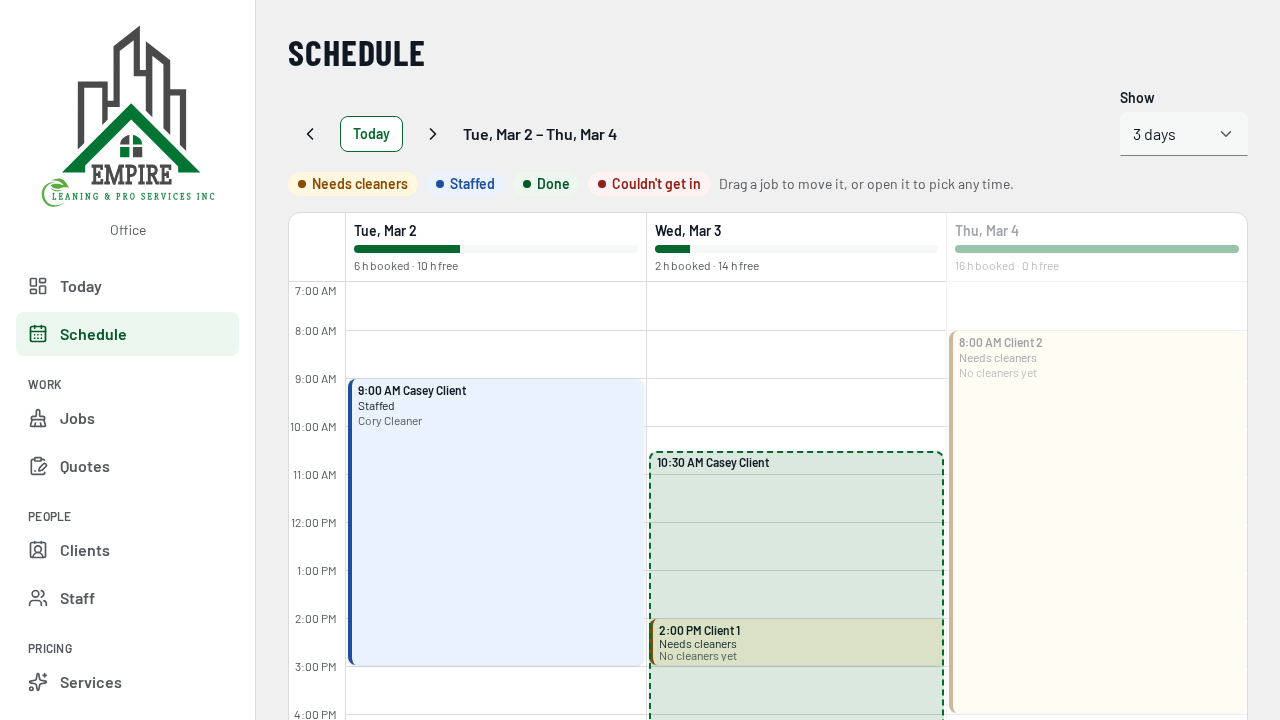 EMPIRE
LEANING & PRO SERVICES INC
Office
Today
Schedule
WORK
Jobs
Quotes
PEOPLE
Clients
Staff
PRICING
Services
SCHEDULE
Show
Today
Tue, Mar 2 – Thu, Mar 4
3 days
Needs cleaners
Staffed
Done
Couldn't get in
Drag a job to move it, or open it to pick any time.
Tue, Mar 2
6 h booked · 10 h free
Wed, Mar 3
2 h booked · 14 h free
Thu, Mar 4
16 h booked · 0 h free
7:00 AM
8:00 AM
9:00 AM
10:00 AM
11:00 AM
12:00 PM
1:00 PM
2:00 PM
3:00 PM
4:00 PM
9:00 AM Casey Client
Staffed
Cory Cleaner
10:30 AM Casey Client
2:00 PM Client 1
Needs cleaners
No cleaners yet
8:00 AM Client 2
Needs cleaners
No cleaners yet